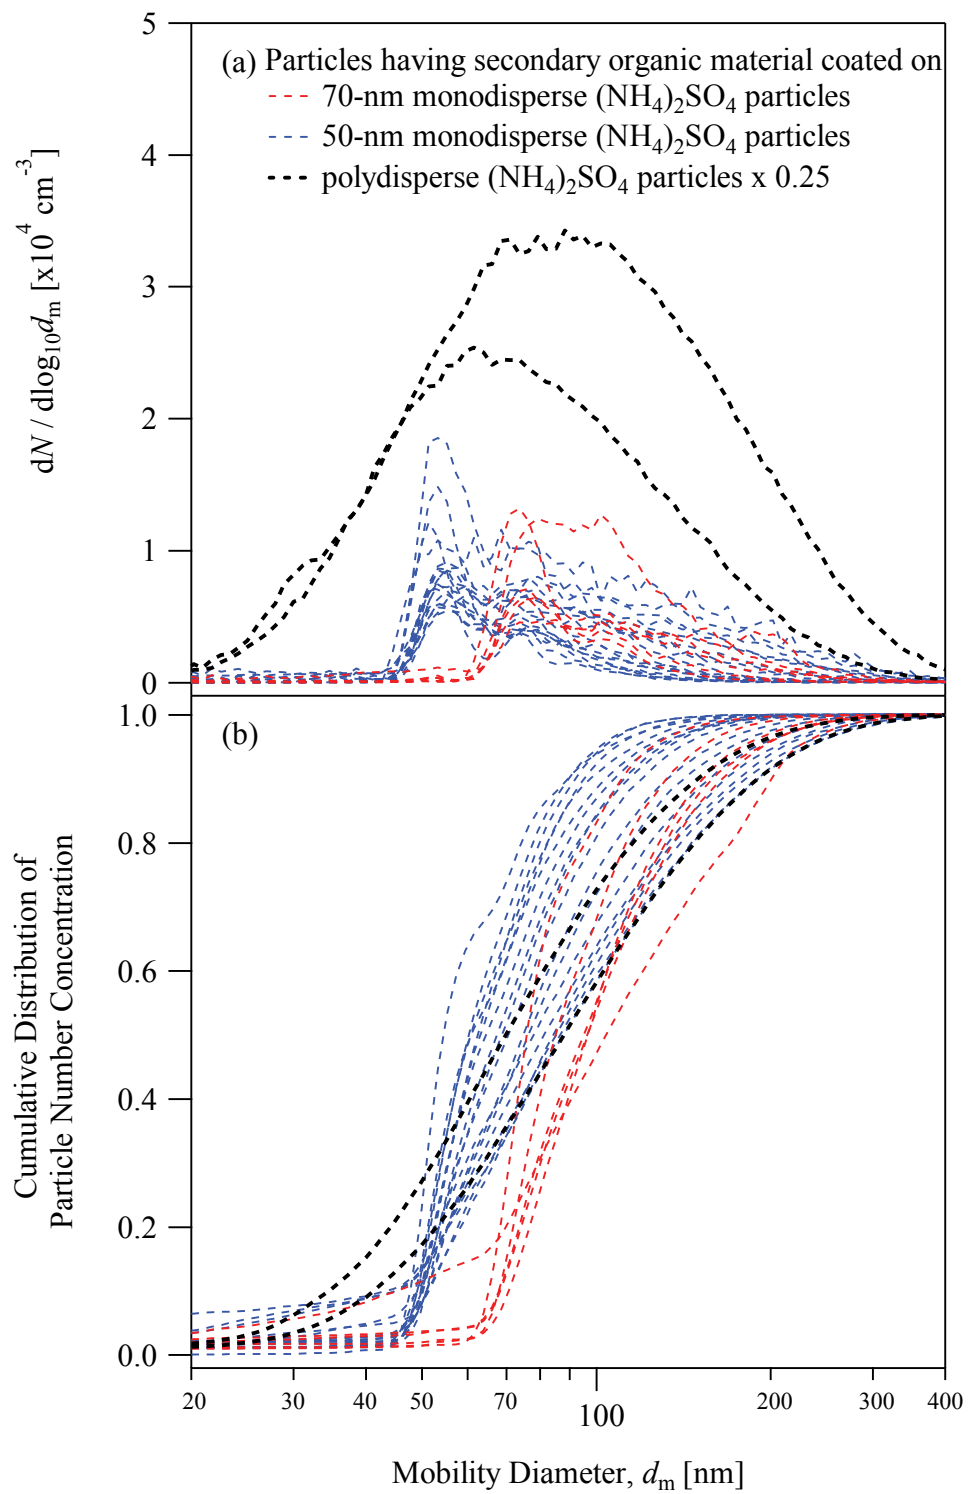 (a) Particles having secondary organic material coated on
70-nm monodisperse (NH4)2SO4 particles
50-nm monodisperse (NH4)2SO4 particles
polydisperse (NH4)2SO4 particles x 0.25
dN / dlog10dm [x10^4 cm^-3]
5
4
3
2
1
0
(b)
Cumulative Distribution of
Particle Number Concentration
1.0
0.8
0.6
0.4
0.2
0.0
20 30 40 50 70 100 200 300 400
Mobility Diameter, dm [nm]